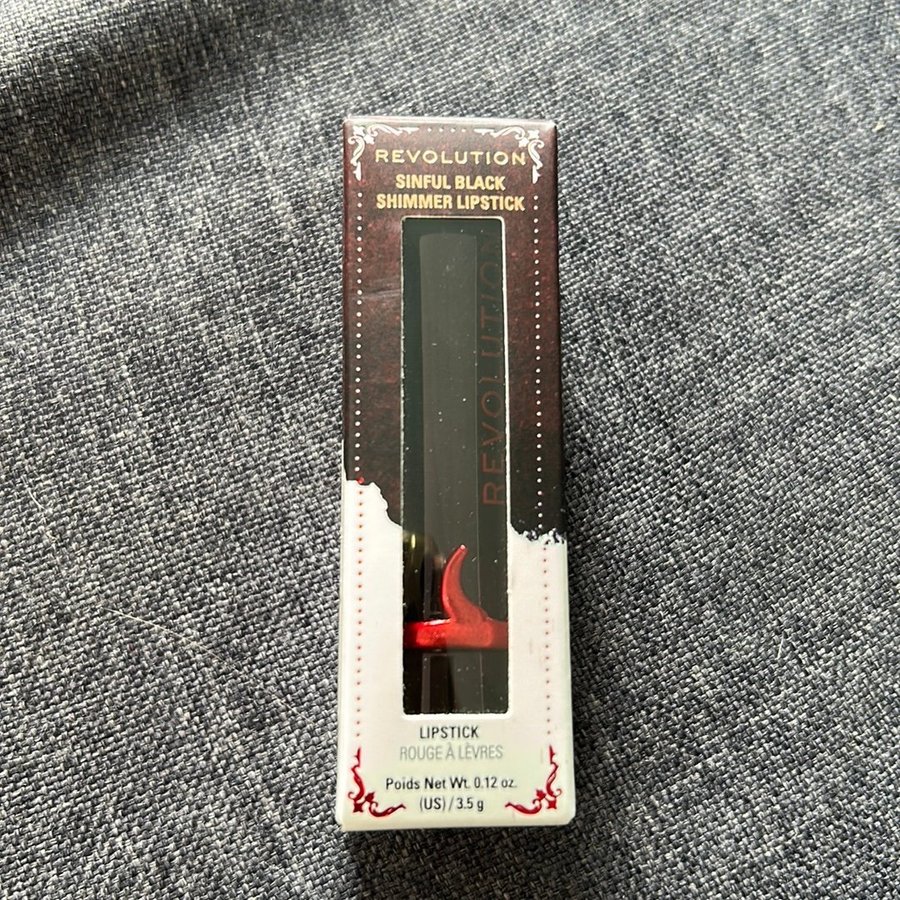 REVOLUTION
SINFUL BLACK
SHIMMER LIPSTICK
REVOLUTION
LIPSTICK
ROUGE À LÈVRES
Poids Net Wt. 0.12 oz.
(US) / 3.5 g